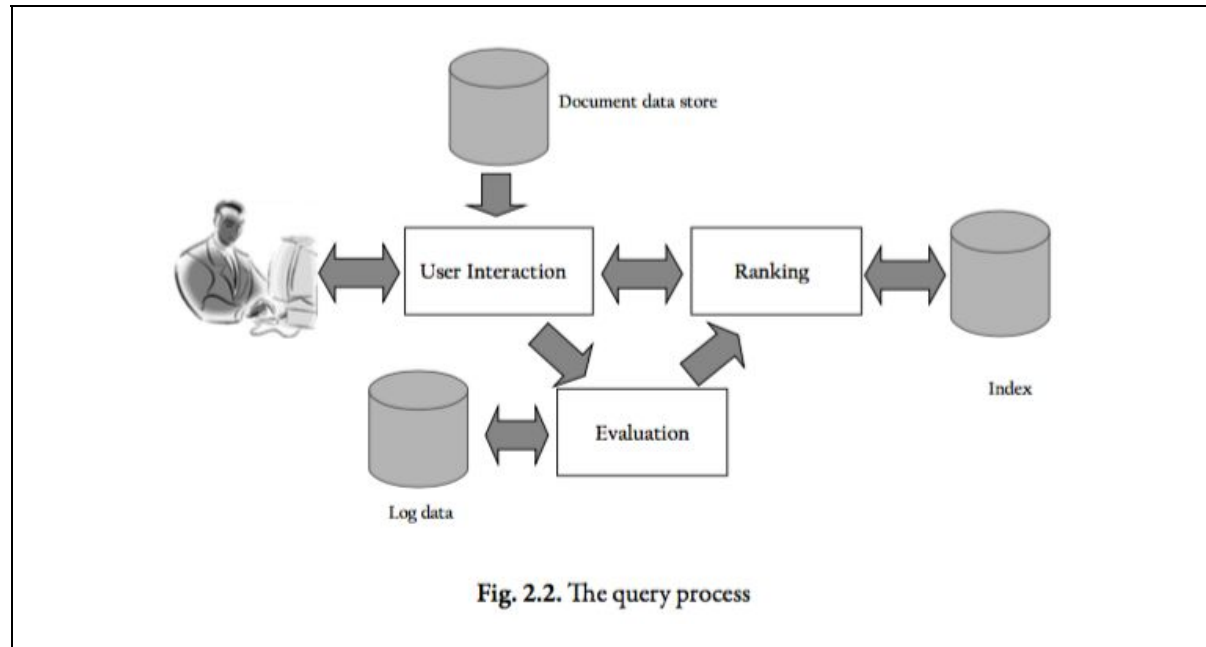 Document data store
User Interaction
Ranking
Index
Evaluation
Log data
Fig. 2.2. The query process